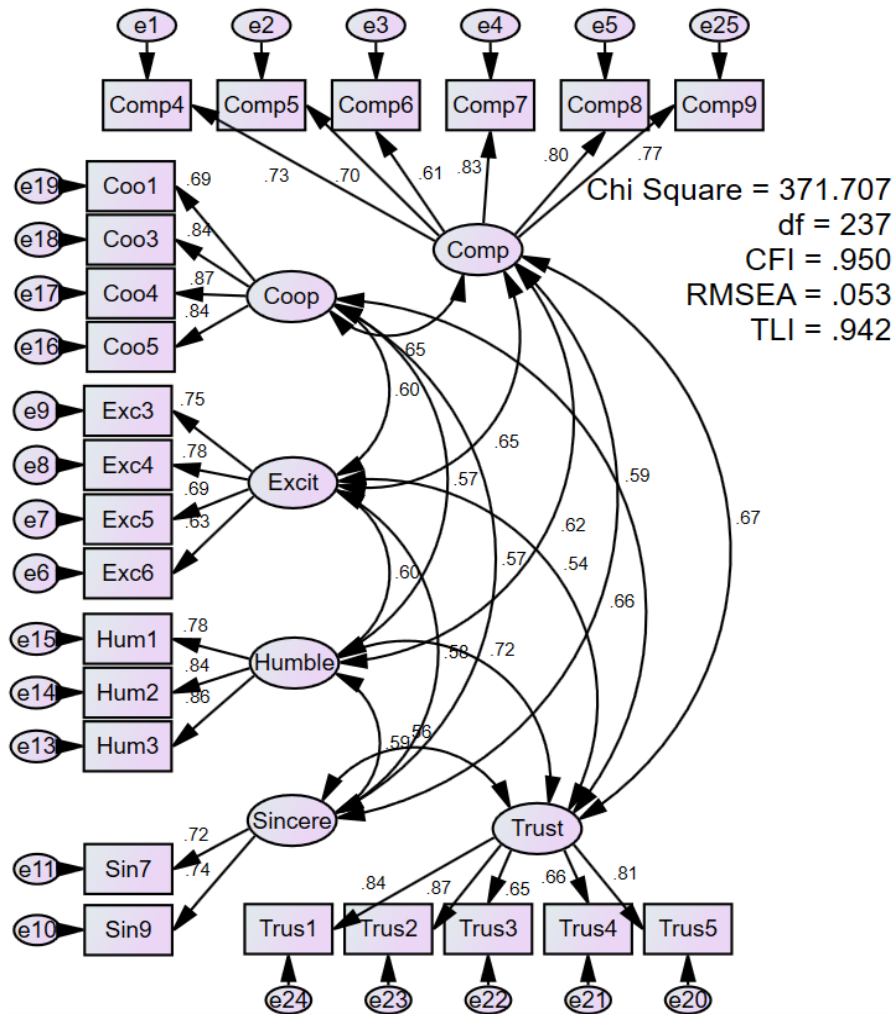 e1 e2 e3 e4 e5 e25
Comp4 Comp5 Comp6 Comp7 Comp8 Comp9
.73 .70 .61 .83 .80 .77
Comp
Chi Square = 371.707
df = 237
CFI = .950
RMSEA = .053
TLI = .942
e19 Coo1 .69
e18 Coo3 .84
e17 Coo4 .87
e16 Coo5 .84
Coop
.65
.60
e9 Exc3 .75
e8 Exc4 .78
e7 Exc5 .69
e6 Exc6 .63
Excit
.65
.57
.59
.62
.67
.57
.54
.60
.66
e15 Hum1 .78
e14 Hum2 .84
e13 Hum3 .86
Humble
.58
.72
.59
.56
Sincere
e11 Sin7 .72
e10 Sin9 .74
Trust
.84 .87 .65 .66 .81
Trus1 Trus2 Trus3 Trus4 Trus5
e24 e23 e22 e21 e20